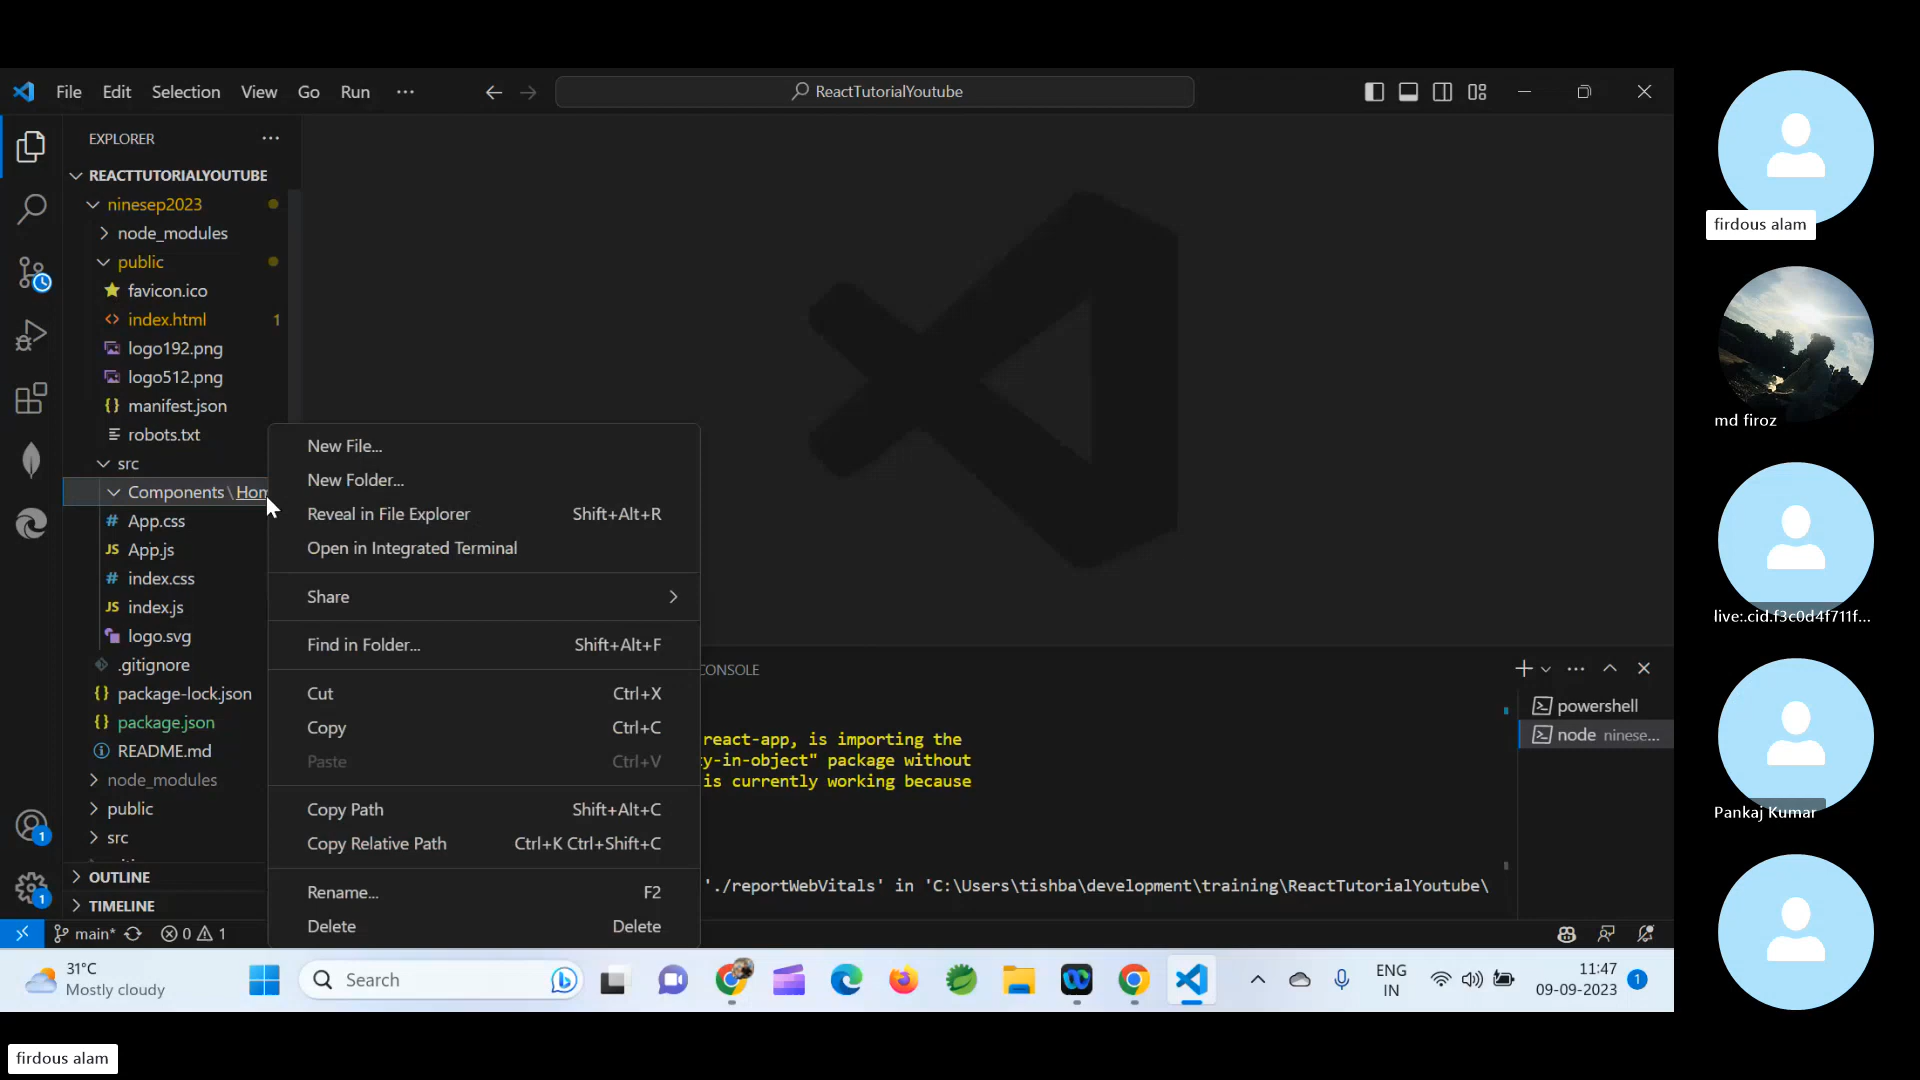 File Edit Selection View Go Run ···
ReactTutorialYoutube
EXPLORER
REACTTUTORIALYOUTUBE
ninesep2023
node_modules
public
favicon.ico
index.html 1
logo192.png
logo512.png
manifest.json
robots.txt
src
Components\Hom
App.css
App.js
index.css
index.js
logo.svg
.gitignore
package-lock.json
package.json
README.md
node_modules
public
src
OUTLINE
TIMELINE
New File...
New Folder...
Reveal in File Explorer Shift+Alt+R
Open in Integrated Terminal
Share
Find in Folder... Shift+Alt+F
Cut Ctrl+X
Copy Ctrl+C
Paste Ctrl+V
Copy Path Shift+Alt+C
Copy Relative Path Ctrl+K Ctrl+Shift+C
Rename... F2
Delete Delete
CONSOLE
react-app, is importing the
y-in-object" package without
is currently working because
'./reportWebVitals' in 'C:\Users\tishba\development\training\ReactTutorialYoutube\
powershell
node ninese...
main* 0 1
31°C
Mostly cloudy
Search
ENG
IN
11:47
09-09-2023
1
firdous alam
md firoz
live:.cid.f3c0d4f711f...
Pankaj Kumar
firdous alam